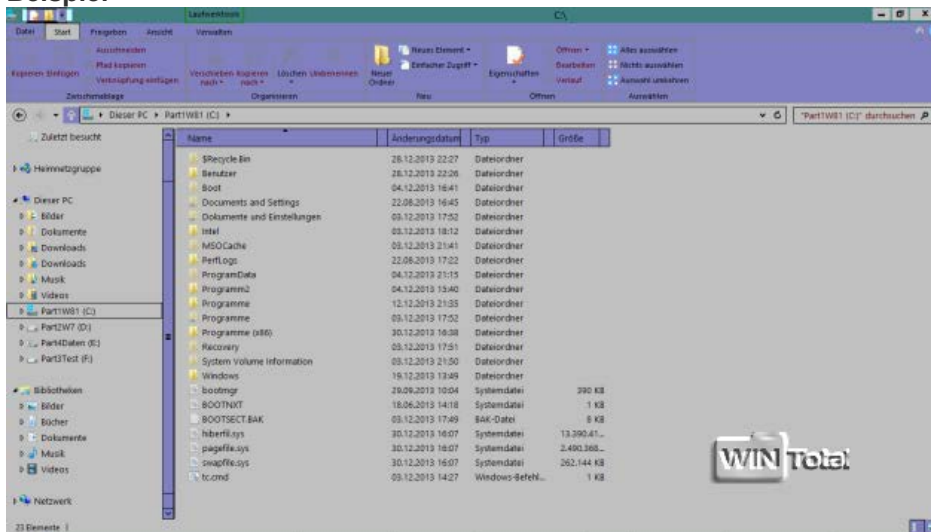 Beispiel
Laufwerktools
C:\
Datei Start Freigeben Ansicht Verwalten
Kopieren Einfügen
Ausschneiden
Pfad kopieren
Verknüpfung einfügen
Zwischenablage
Verschieben nach Kopieren nach Löschen Umbenennen
Organisieren
Neuer Ordner
Neues Element
Einfacher Zugriff
Neu
Eigenschaften
Öffnen
Bearbeiten
Verlauf
Öffnen
Alles auswählen
Nichts auswählen
Auswahl umkehren
Auswählen
Dieser PC Part1W81 (C:)
"Part1W81 (C:)" durchsuchen
Zuletzt besucht
Heimnetzgruppe
Dieser PC
Bilder
Dokumente
Downloads
Downloads
Musik
Videos
Part1W81 (C:)
Part2W7 (D:)
Part4Daten (E:)
Part3Test (F:)
Bibliotheken
Bilder
Bücher
Dokumente
Musik
Videos
Netzwerk
Name Änderungsdatum Typ Größe
$Recycle.Bin 28.12.2013 22:27 Dateiordner
Benutzer 28.12.2013 22:26 Dateiordner
Boot 04.12.2013 16:41 Dateiordner
Documents and Settings 22.08.2013 16:45 Dateiordner
Dokumente und Einstellungen 03.12.2013 17:52 Dateiordner
Intel 03.12.2013 18:12 Dateiordner
MSOCache 03.12.2013 21:41 Dateiordner
PerfLogs 22.08.2013 17:22 Dateiordner
ProgramData 04.12.2013 21:15 Dateiordner
Programm2 04.12.2013 15:40 Dateiordner
Programme 12.12.2013 21:35 Dateiordner
Programme 03.12.2013 17:52 Dateiordner
Programme (x86) 30.12.2013 16:38 Dateiordner
Recovery 03.12.2013 17:51 Dateiordner
System Volume Information 03.12.2013 21:50 Dateiordner
Windows 19.12.2013 13:49 Dateiordner
bootmgr 29.09.2013 10:04 Systemdatei 390 KB
BOOTNXT 18.06.2013 14:18 Systemdatei 1 KB
BOOTSECT.BAK 03.12.2013 17:49 BAK-Datei 8 KB
hiberfil.sys 30.12.2013 16:07 Systemdatei 13.390.41...
pagefile.sys 30.12.2013 16:07 Systemdatei 2.490.368...
swapfile.sys 30.12.2013 16:07 Systemdatei 262.144 KB
tc.cmd 03.12.2013 14:27 Windows-Befehl... 1 KB
WIN Total
23 Elemente